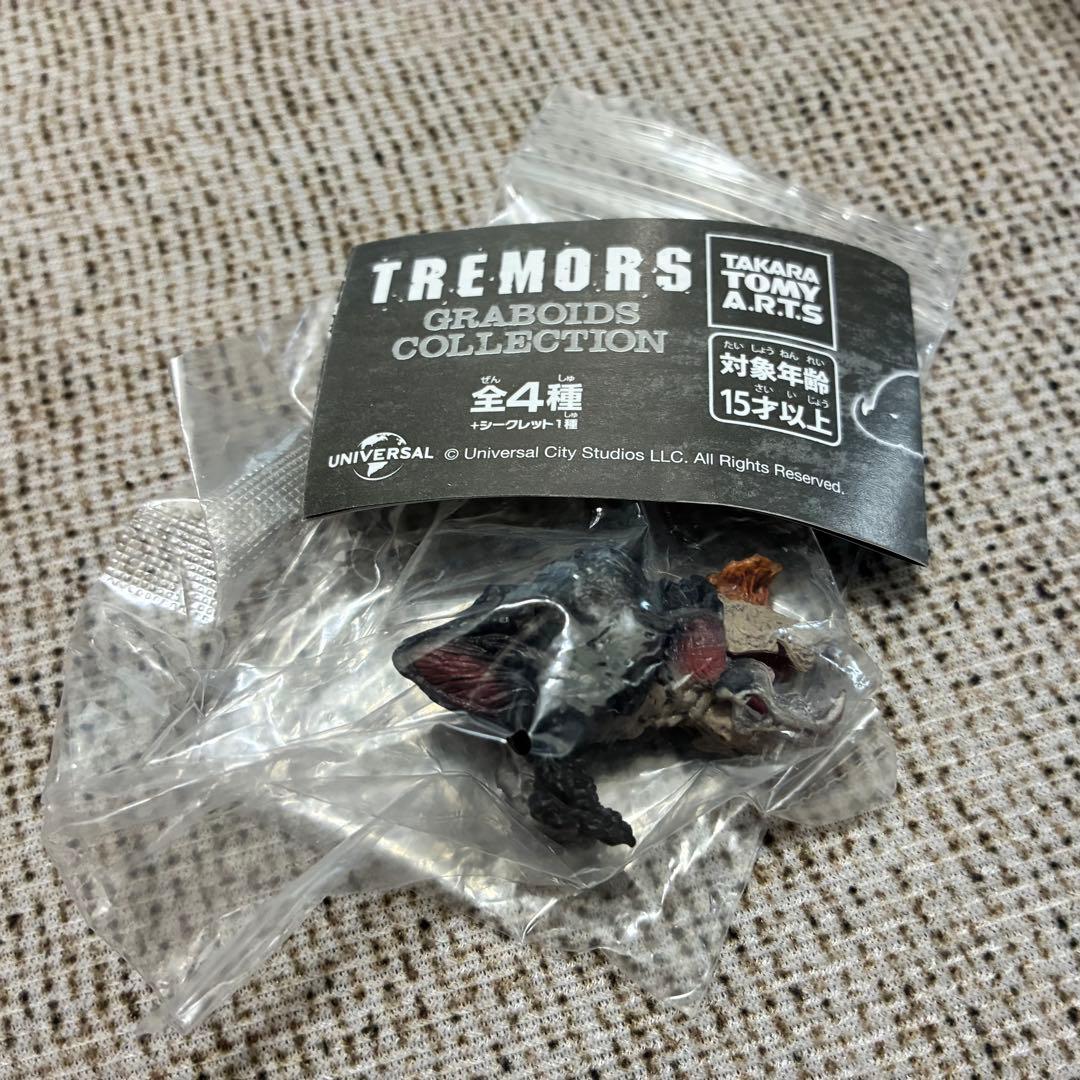 TREMORS
GRABOIDS
COLLECTION
ぜん しゅ
全4種
しゅ
+シークレット1種
UNIVERSAL
© Universal City Studios LLC. All Rights Reserved.
TAKARA
TOMY
A.R.T.S
たい しょう ねん れい
対象年齢
さい い じょう
15才以上